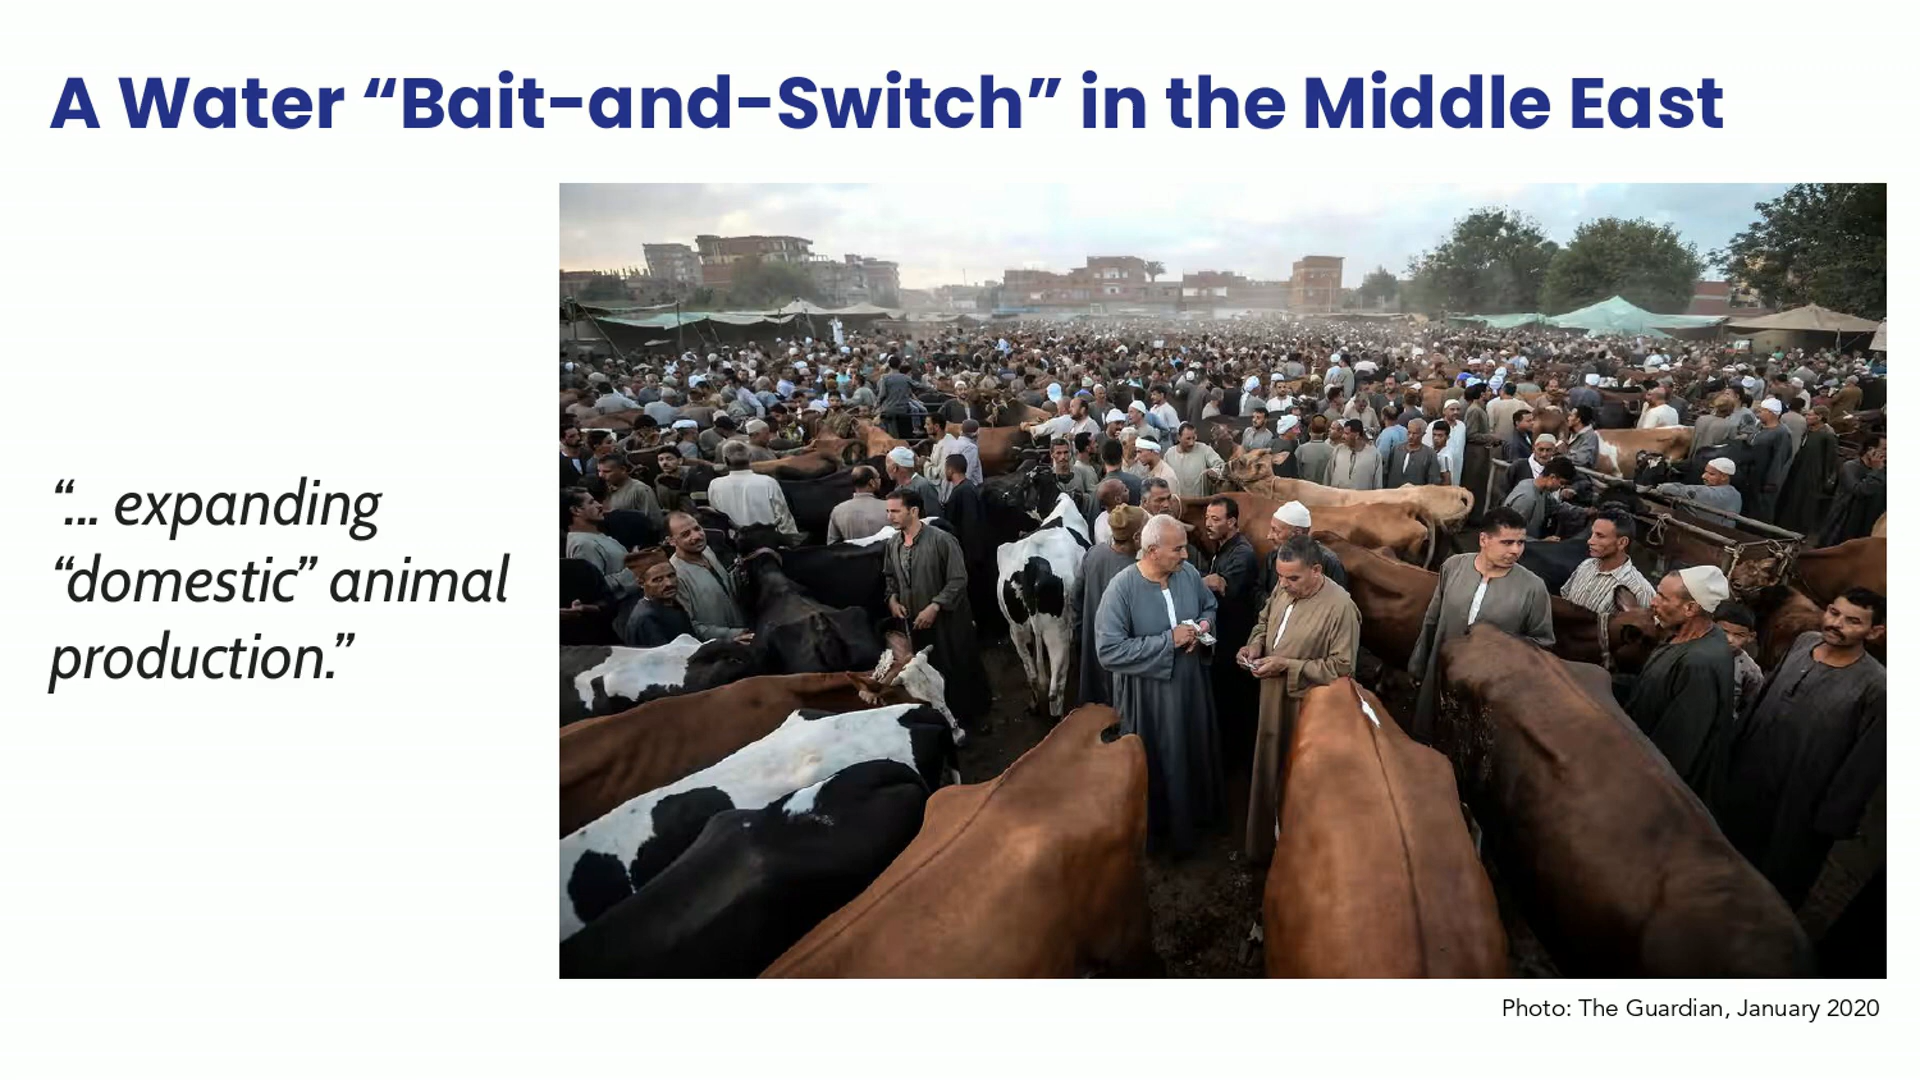 A Water “Bait-and-Switch” in the Middle East
“... expanding
“domestic” animal
production.”
Photo: The Guardian, January 2020